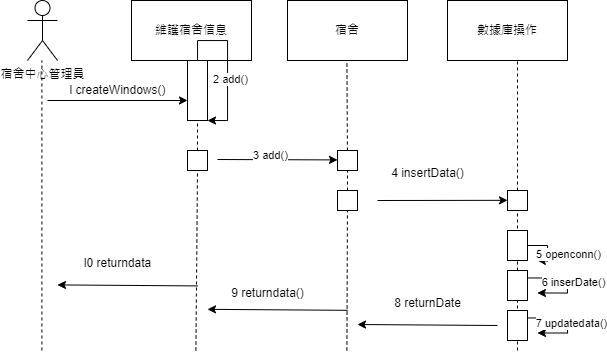 維護宿舍信息
宿舍
數據庫操作
宿舍中心管理員
l createWindows()
2 add()
3 add()
4 insertData()
5 openconn()
6 inserDate()
7 updatedata()
8 returnDate
9 returndata()
l0 returndata